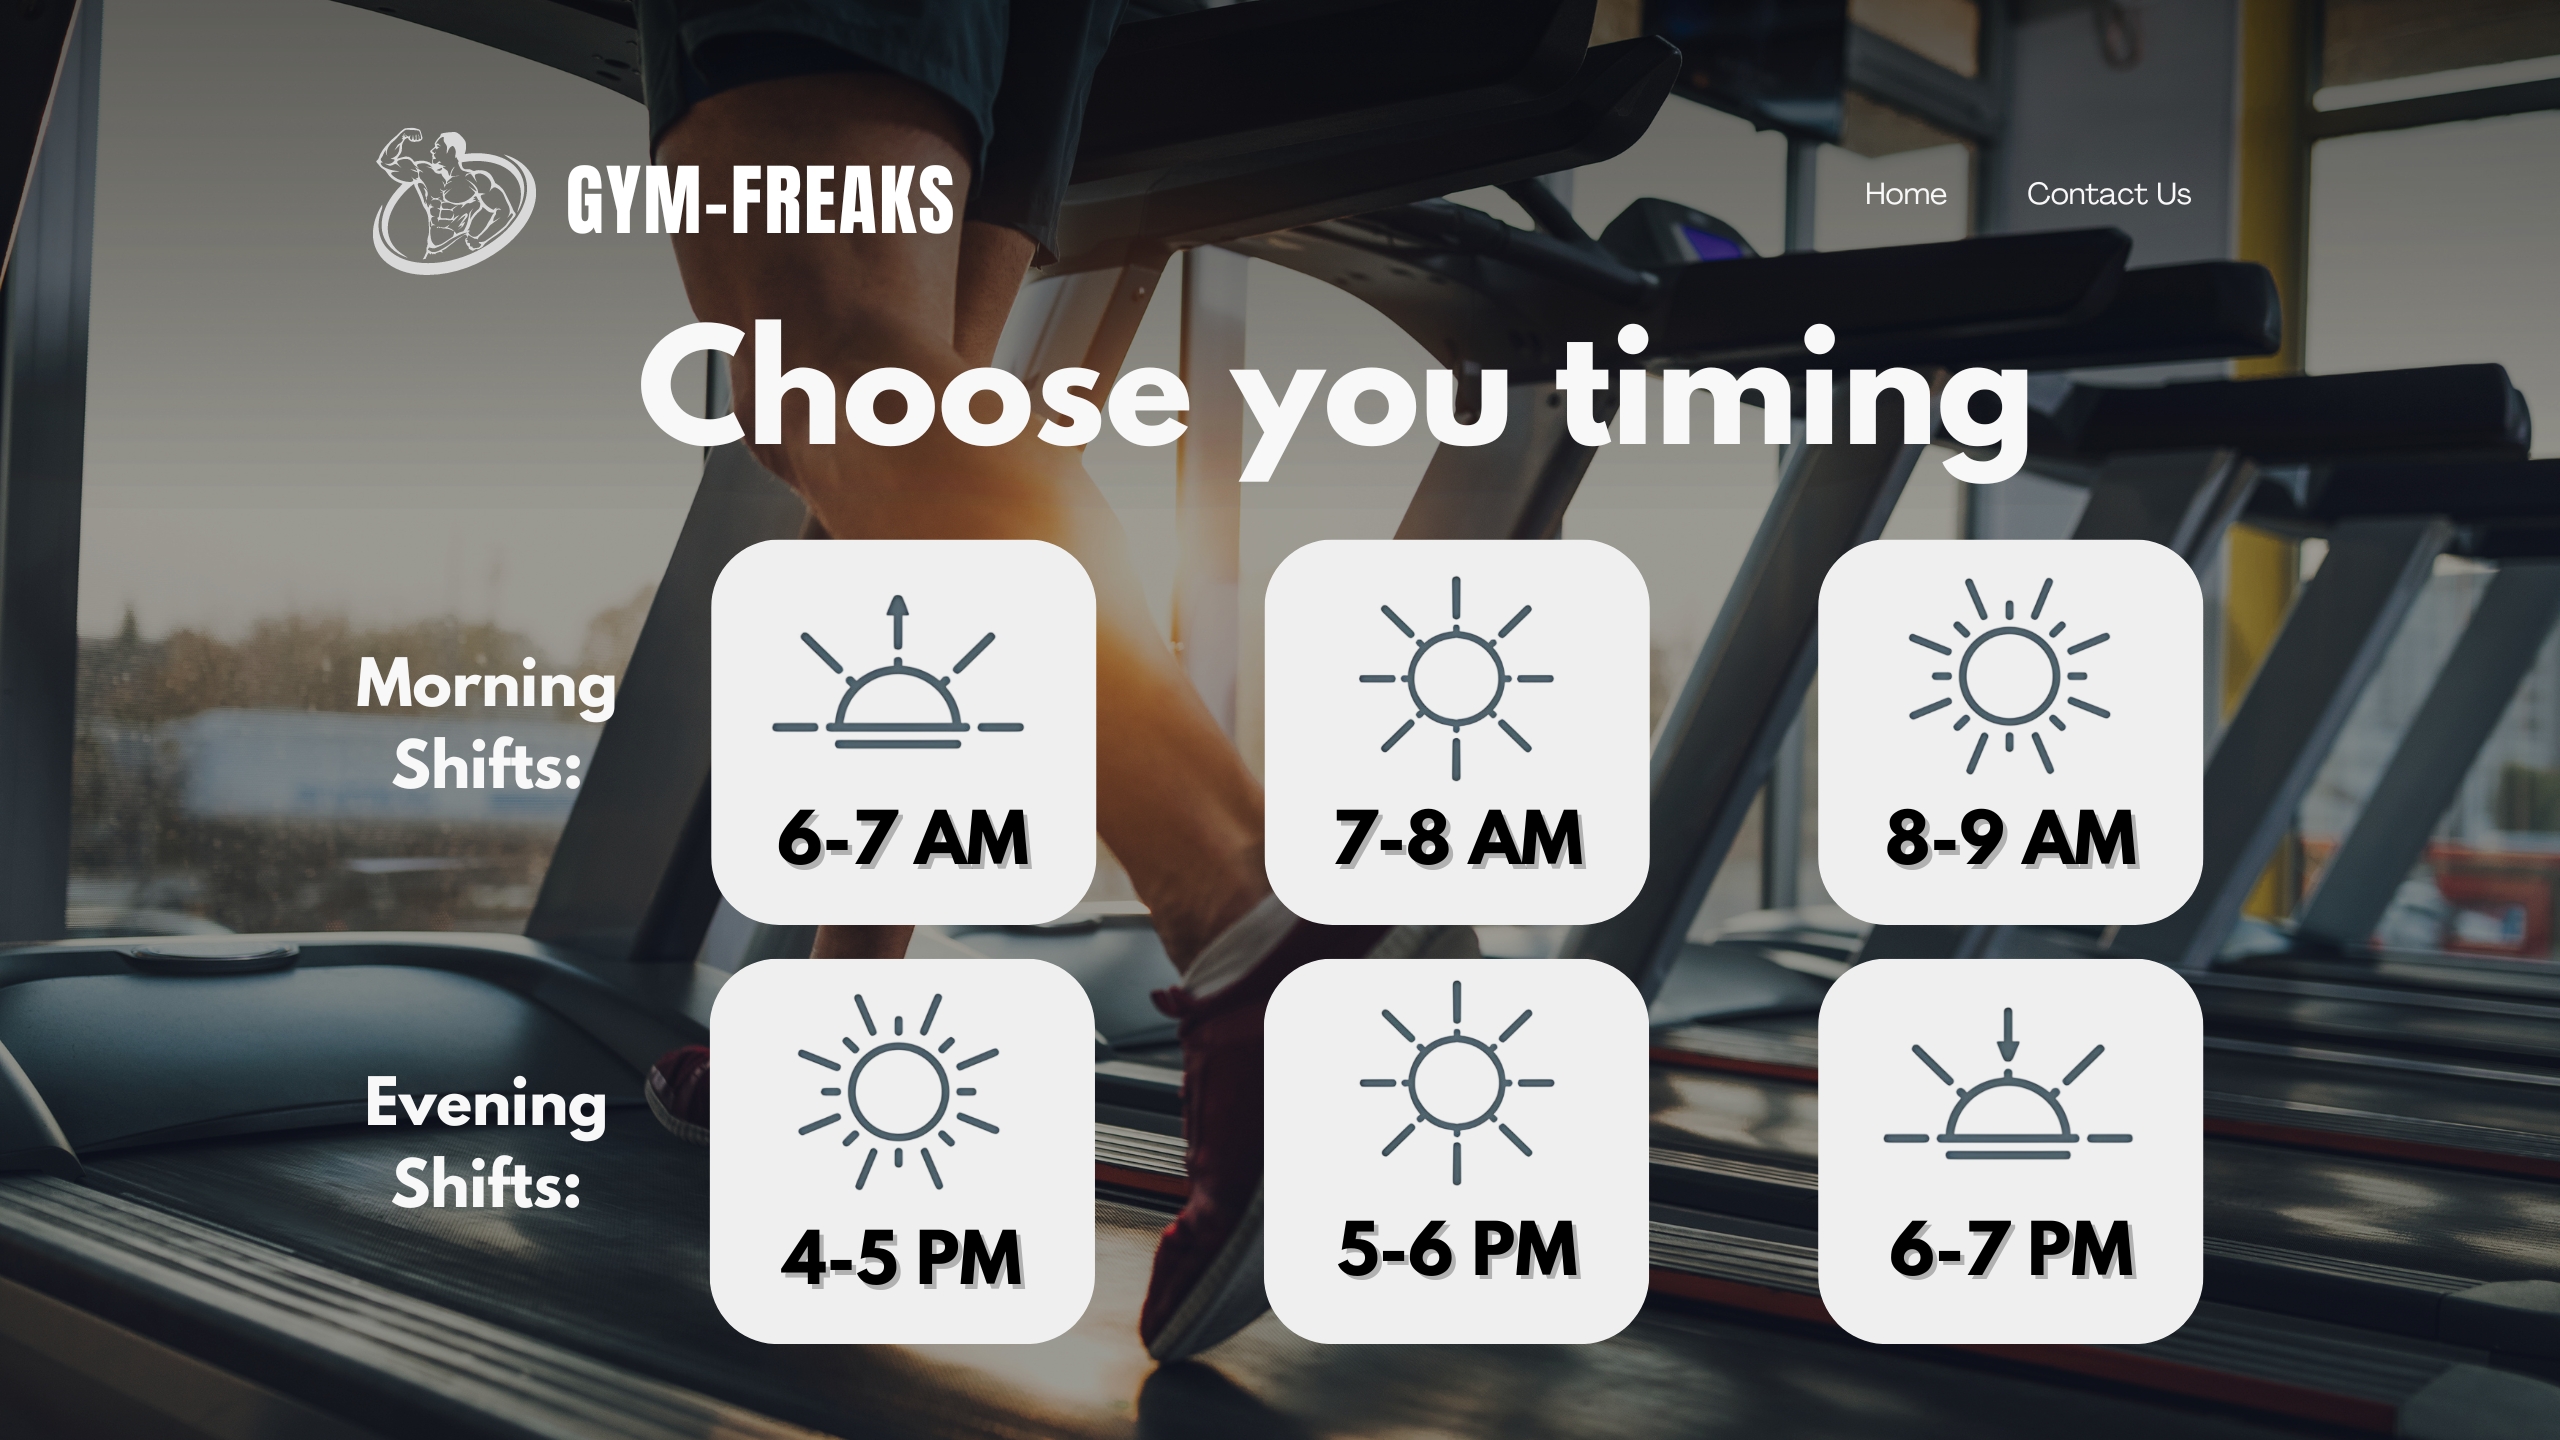 GYM-FREAKS
Home
Contact Us
Choose you timing
Morning
Shifts:
6-7 AM
7-8 AM
8-9 AM
Evening
Shifts:
4-5 PM
5-6 PM
6-7 PM